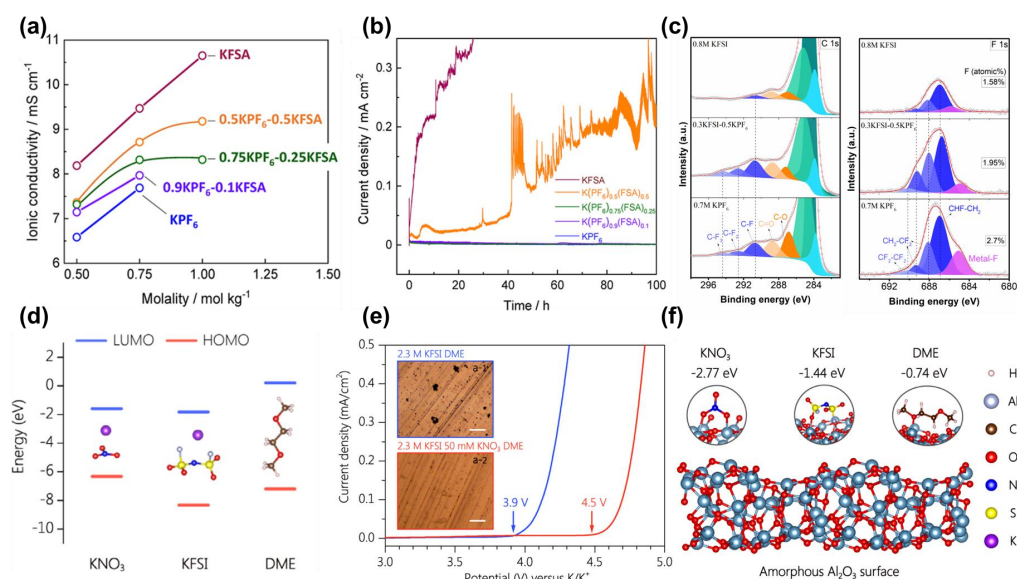 (a)
Ionic conductivity / mS cm⁻¹
11
10
9
8
7
6
KFSA
0.5KPF₆-0.5KFSA
0.75KPF₆-0.25KFSA
0.9KPF₆-0.1KFSA
KPF₆
0.50
0.75
1.00
1.25
1.50
Molality / mol kg⁻¹
(b)
Current density / mA cm⁻²
0.3
0.2
0.1
0
KFSA
K(PF₆)₀.₅(FSA)₀.₅
K(PF₆)₀.₇₅(FSA)₀.₂₅
K(PF₆)₀.₉(FSA)₀.₁
KPF₆
0
20
40
60
80
100
Time / h
(c)
Intensity (a.u.)
0.8M KFSI
C 1s
0.3KFSI-0.5KPF₆
0.7M KPF₆
C-F
C-F
C-F
C=O
C-O
296
292
288
284
Binding energy (eV)
Intensity (a.u.)
0.8M KFSI
F 1s
F (atomic%)
1.58%
0.3KFSI-0.5KPF₆
1.95%
0.7M KPF₆
CHF-CH₂
2.7%
CH₂-CF₂
CF₂-CF₂
Metal-F
692
688
684
680
Binding energy (eV)
(d)
LUMO
HOMO
Energy (eV)
2
0
-2
-4
-6
-8
-10
KNO₃
KFSI
DME
(e)
Current density (mA/cm²)
0.5
0.4
0.3
0.2
0.1
0.0
2.3 M KFSI DME
a-1
2.3 M KFSI 50 mM KNO₃ DME
a-2
3.9 V
4.5 V
3.0
3.5
4.0
4.5
5.0
Potential (V) versus K/K⁺
(f)
KNO₃
-2.77 eV
KFSI
-1.44 eV
DME
-0.74 eV
H
Al
C
O
N
S
K
Amorphous Al₂O₃ surface